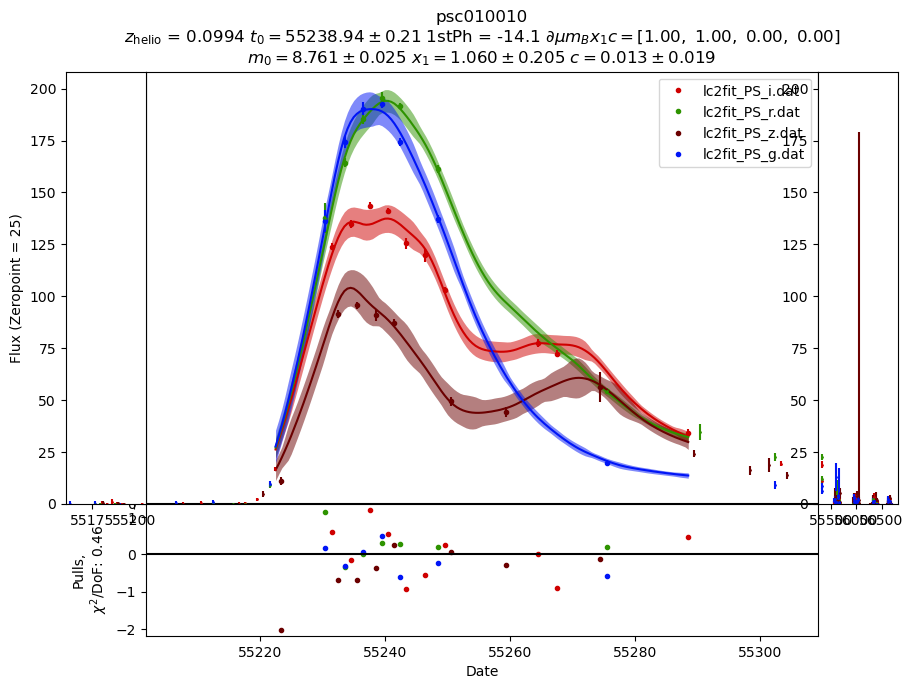 psc010010
z_helio = 0.0994 t_0 = 55238.94 ± 0.21 1stPh = -14.1 ∂μm_Bx_1c = [1.00, 1.00, 0.00, 0.00]
m_0 = 8.761 ± 0.025 x_1 = 1.060 ± 0.205 c = 0.013 ± 0.019
lc2fit_PS_i.dat
lc2fit_PS_r.dat
lc2fit_PS_z.dat
lc2fit_PS_g.dat
Flux (Zeropoint = 25)
200
175
150
125
100
75
50
25
0
200
175
150
125
100
75
50
25
0
Pulls,
χ²/DoF: 0.46
0
−1
−2
55220
55240
55260
55280
55300
Date